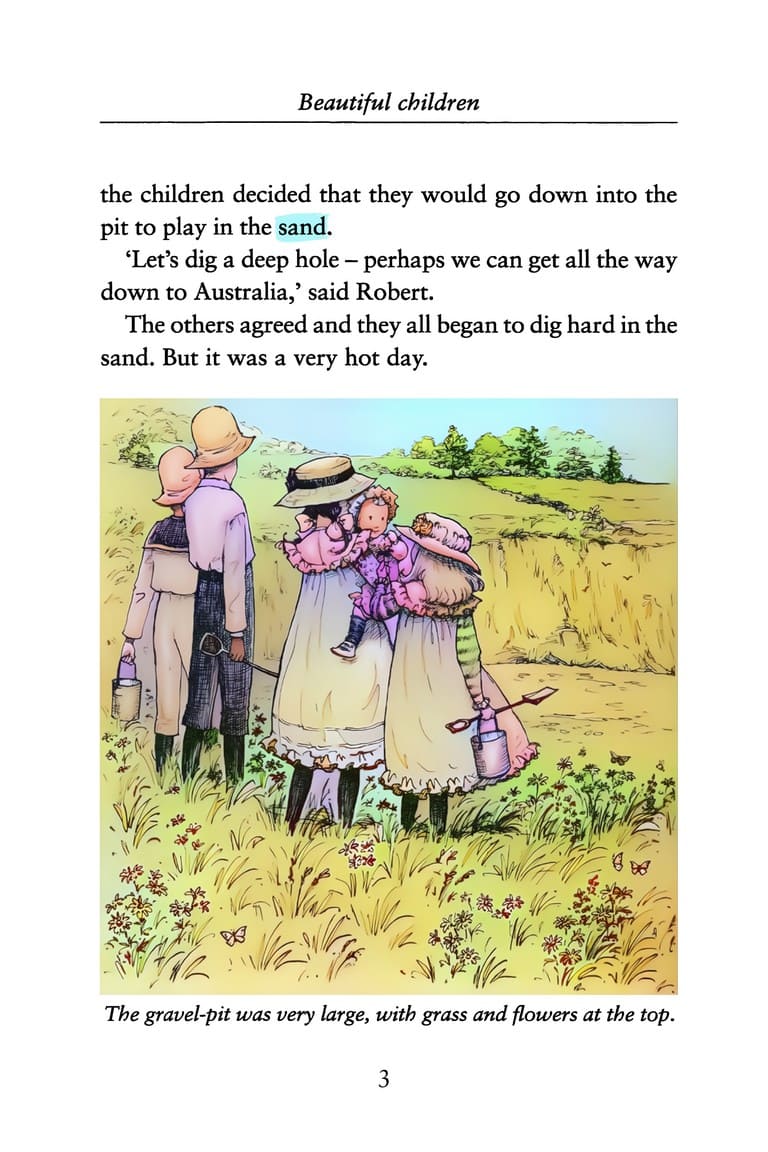 Beautiful children
the children decided that they would go down into the
pit to play in the sand.
‘Let’s dig a deep hole – perhaps we can get all the way
down to Australia,’ said Robert.
The others agreed and they all began to dig hard in the
sand. But it was a very hot day.
The gravel-pit was very large, with grass and flowers at the top.
3